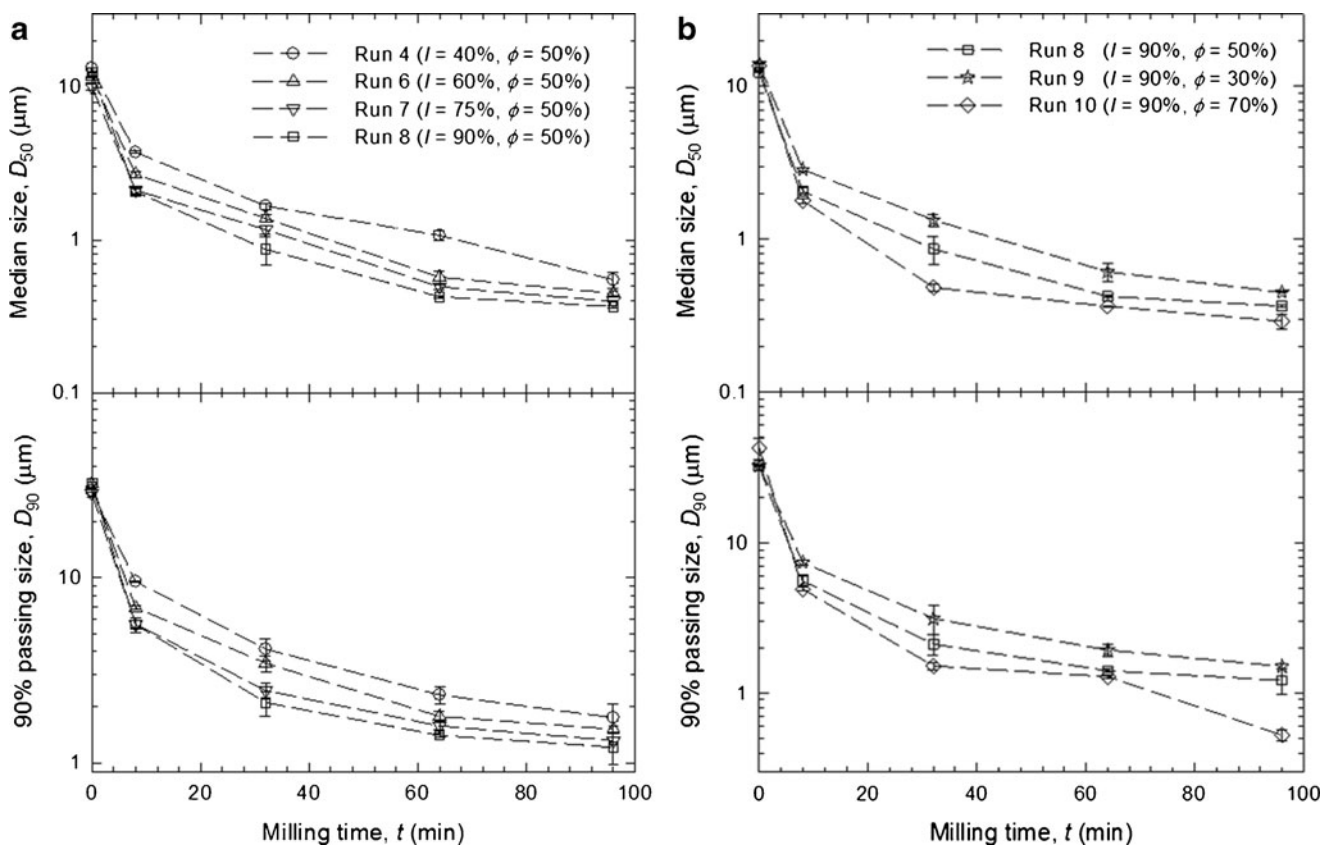 a
Run 4 (I = 40%, ϕ = 50%)
Run 6 (I = 60%, ϕ = 50%)
Run 7 (I = 75%, ϕ = 50%)
Run 8 (I = 90%, ϕ = 50%)
Median size, D50 (μm)
10
1
0.1
90% passing size, D90 (μm)
10
1
0
20
40
60
80
100
Milling time, t (min)
b
Run 8 (I = 90%, ϕ = 50%)
Run 9 (I = 90%, ϕ = 30%)
Run 10 (I = 90%, ϕ = 70%)
Median size, D50 (μm)
10
1
0.1
90% passing size, D90 (μm)
10
1
0
20
40
60
80
100
Milling time, t (min)